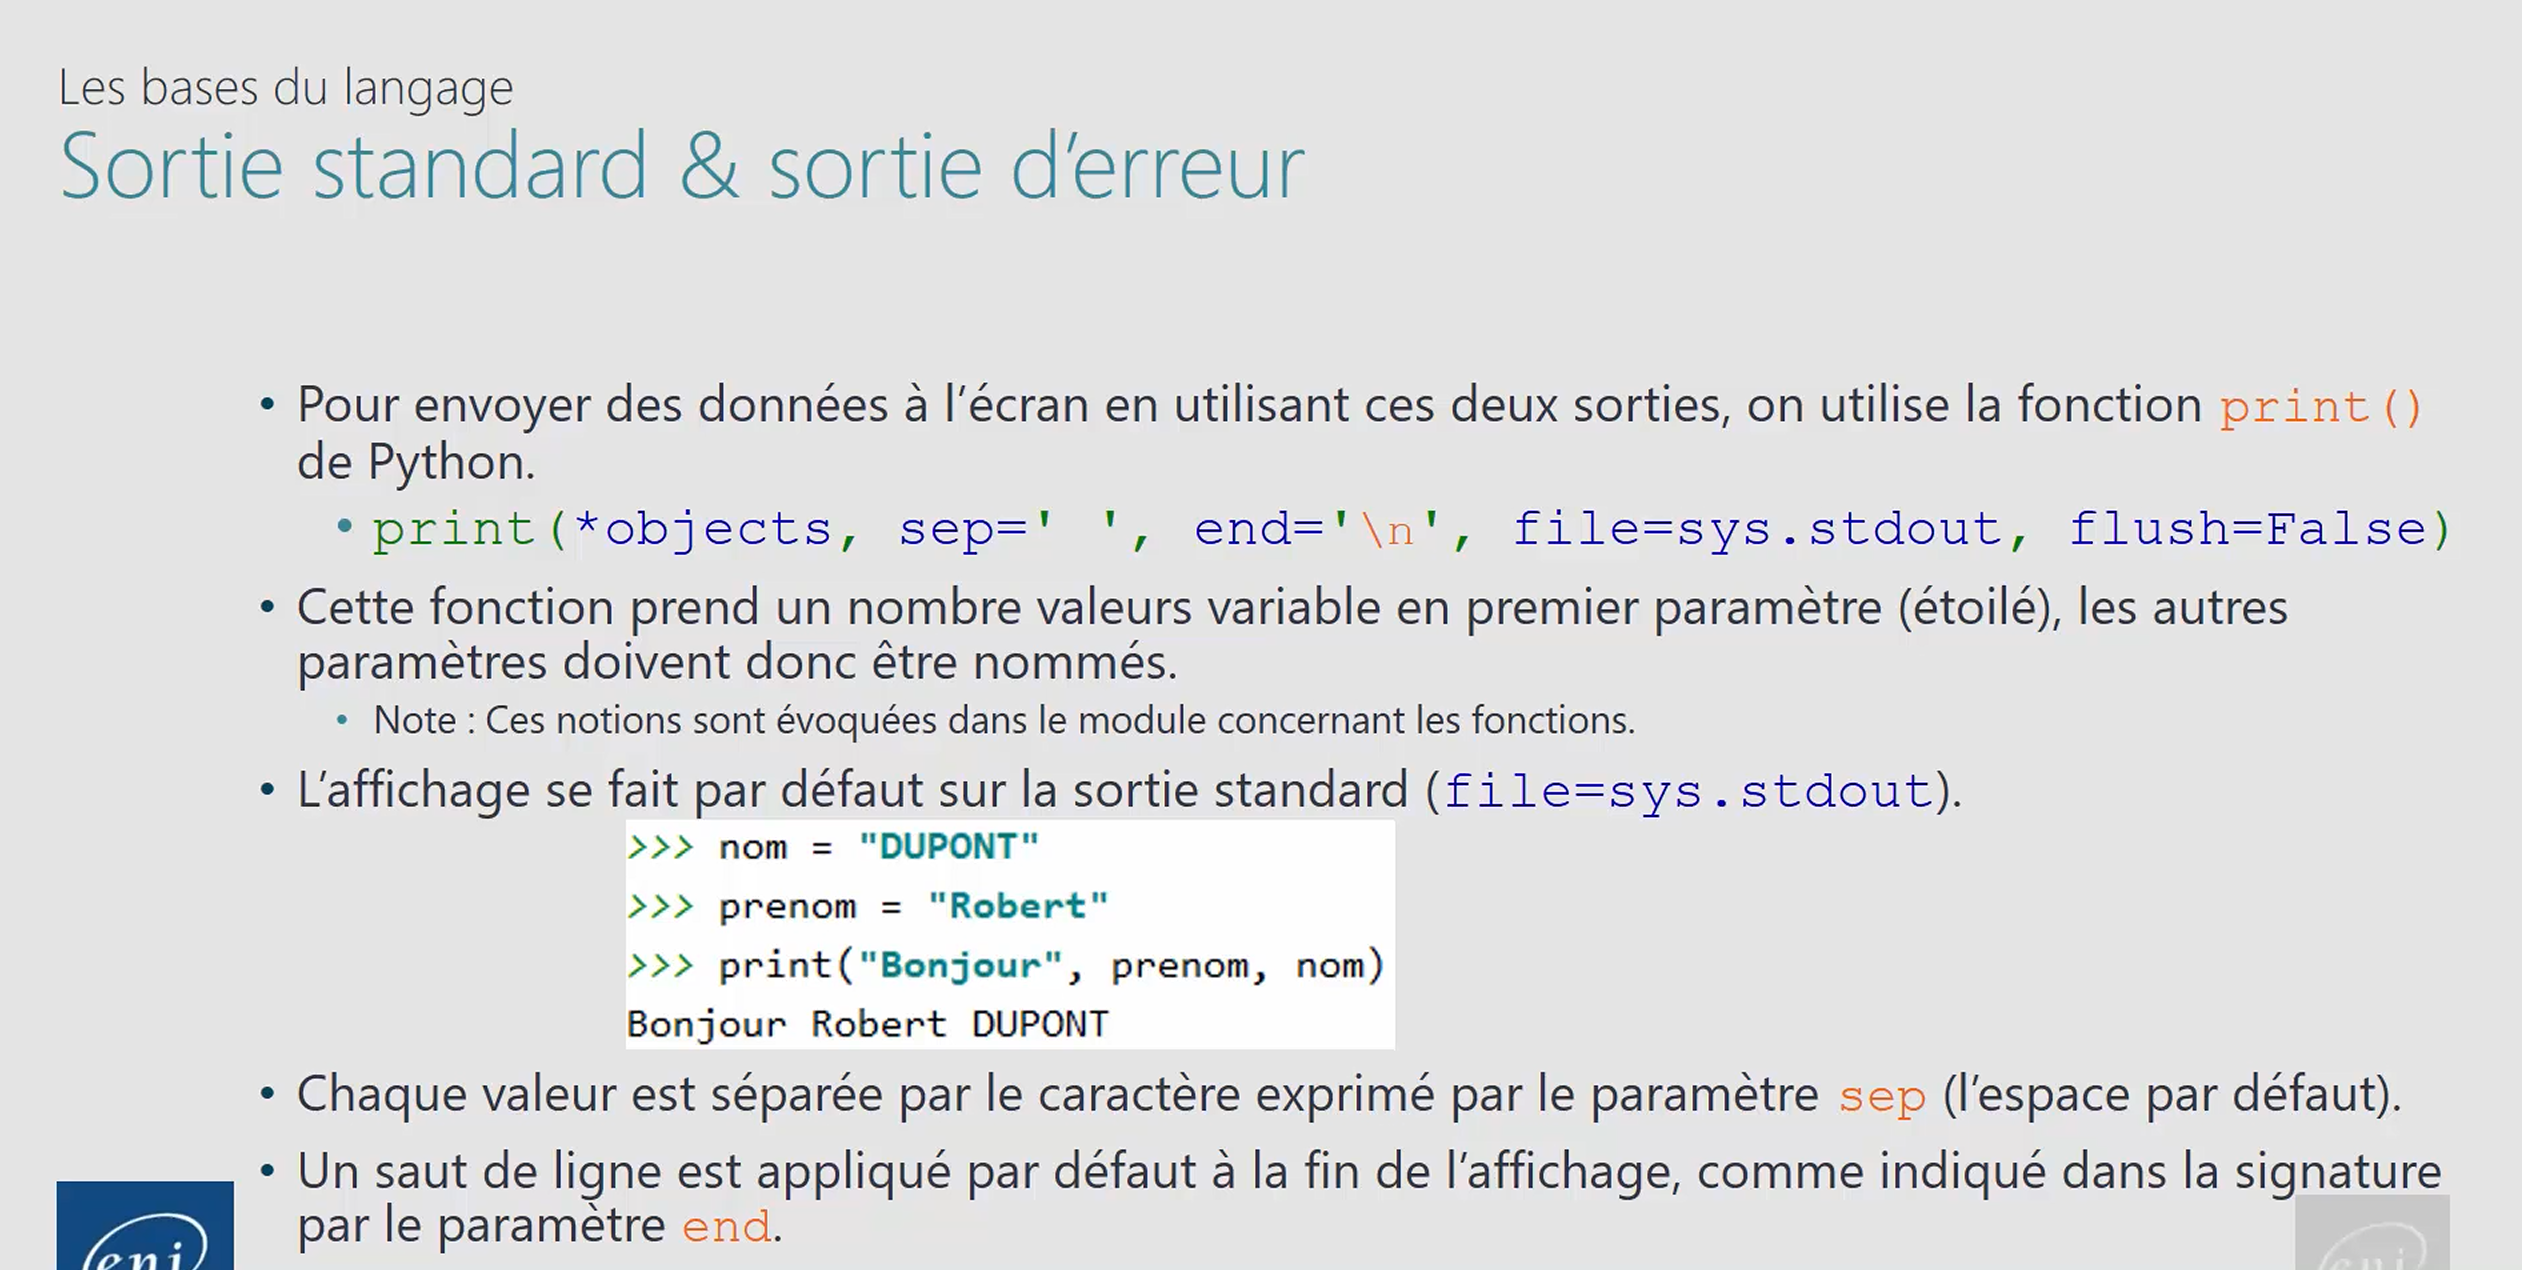 Les bases du langage
Sortie standard & sortie d’erreur
• Pour envoyer des données à l’écran en utilisant ces deux sorties, on utilise la fonction print()
de Python.
• print(*objects, sep=' ', end='\n', file=sys.stdout, flush=False)
• Cette fonction prend un nombre valeurs variable en premier paramètre (étoilé), les autres
paramètres doivent donc être nommés.
• Note : Ces notions sont évoquées dans le module concernant les fonctions.
• L’affichage se fait par défaut sur la sortie standard (file=sys.stdout).
>>> nom = "DUPONT"
>>> prenom = "Robert"
>>> print("Bonjour", prenom, nom)
Bonjour Robert DUPONT
• Chaque valeur est séparée par le caractère exprimé par le paramètre sep (l’espace par défaut).
• Un saut de ligne est appliqué par défaut à la fin de l’affichage, comme indiqué dans la signature
par le paramètre end.
eni
eni